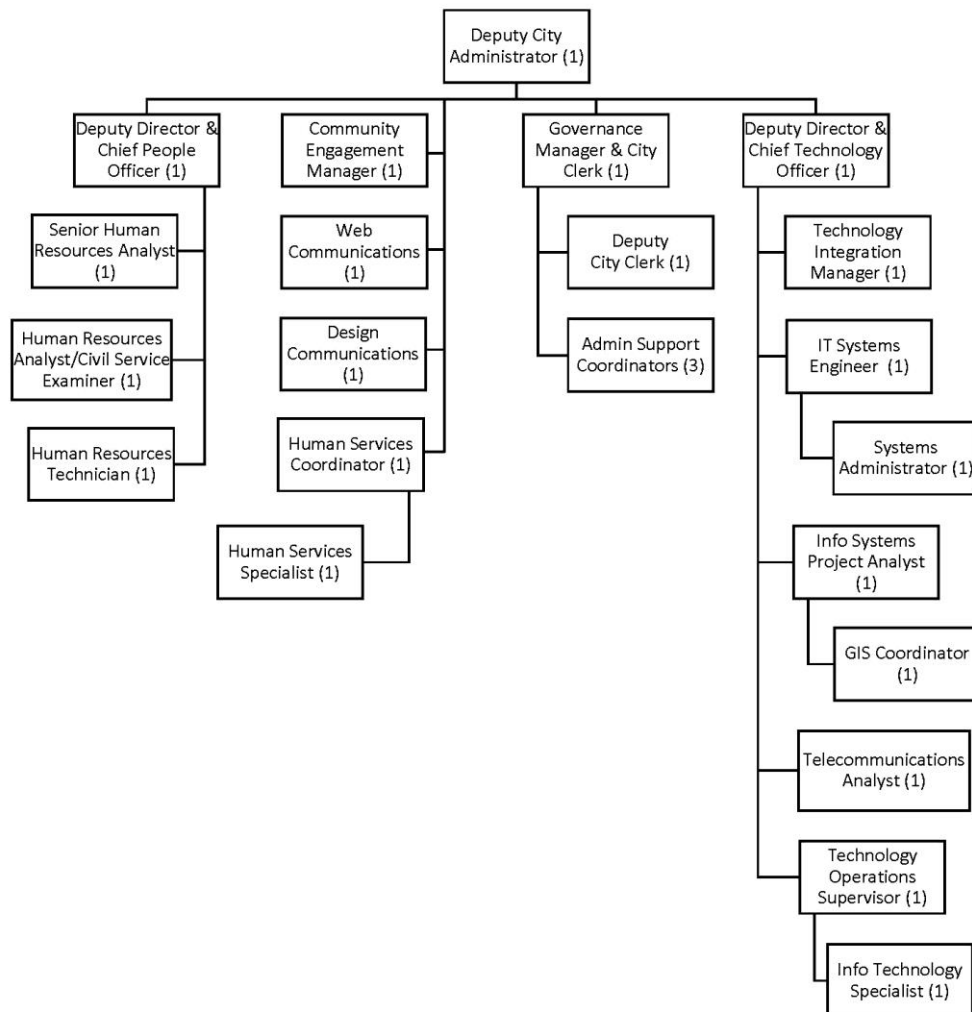 Deputy City
Administrator (1)
Deputy Director &
Chief People
Officer (1)
Community
Engagement
Manager (1)
Governance
Manager & City
Clerk (1)
Deputy Director &
Chief Technology
Officer (1)
Senior Human
Resources Analyst
(1)
Web
Communications
(1)
Deputy
City Clerk (1)
Technology
Integration
Manager (1)
Human Resources
Analyst/Civil Service
Examiner (1)
Design
Communications
(1)
Admin Support
Coordinators (3)
IT Systems
Engineer (1)
Human Resources
Technician (1)
Human Services
Coordinator (1)
Systems
Administrator (1)
Human Services
Specialist (1)
Info Systems
Project Analyst
(1)
GIS Coordinator
(1)
Telecommunications
Analyst (1)
Technology
Operations
Supervisor (1)
Info Technology
Specialist (1)